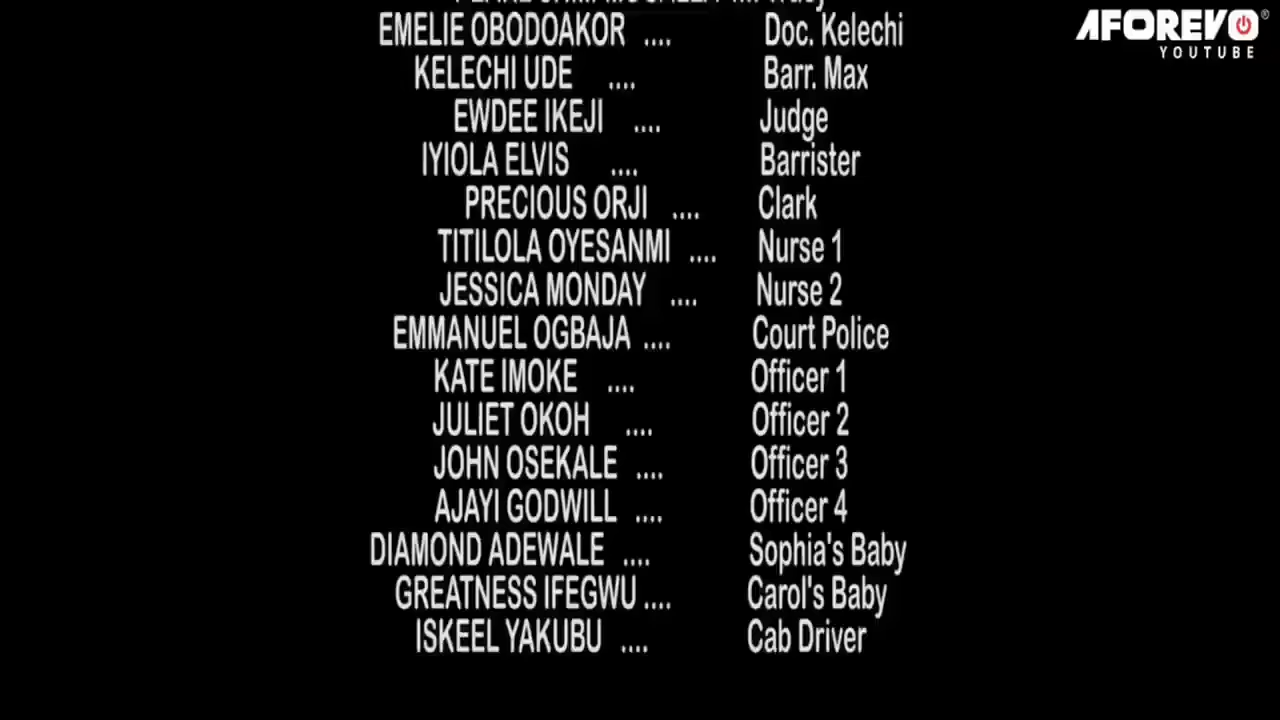 AFOREVO
YOUTUBE
EMELIE OBODOAKOR .... Doc. Kelechi
KELECHI UDE .... Barr. Max
EWDEE IKEJI .... Judge
IYIOLA ELVIS .... Barrister
PRECIOUS ORJI .... Clark
TITILOLA OYESANMI .... Nurse 1
JESSICA MONDAY .... Nurse 2
EMMANUEL OGBAJA .... Court Police
KATE IMOKE .... Officer 1
JULIET OKOH .... Officer 2
JOHN OSEKALE .... Officer 3
AJAYI GODWILL .... Officer 4
DIAMOND ADEWALE .... Sophia's Baby
GREATNESS IFEGWU .... Carol's Baby
ISKEEL YAKUBU .... Cab Driver